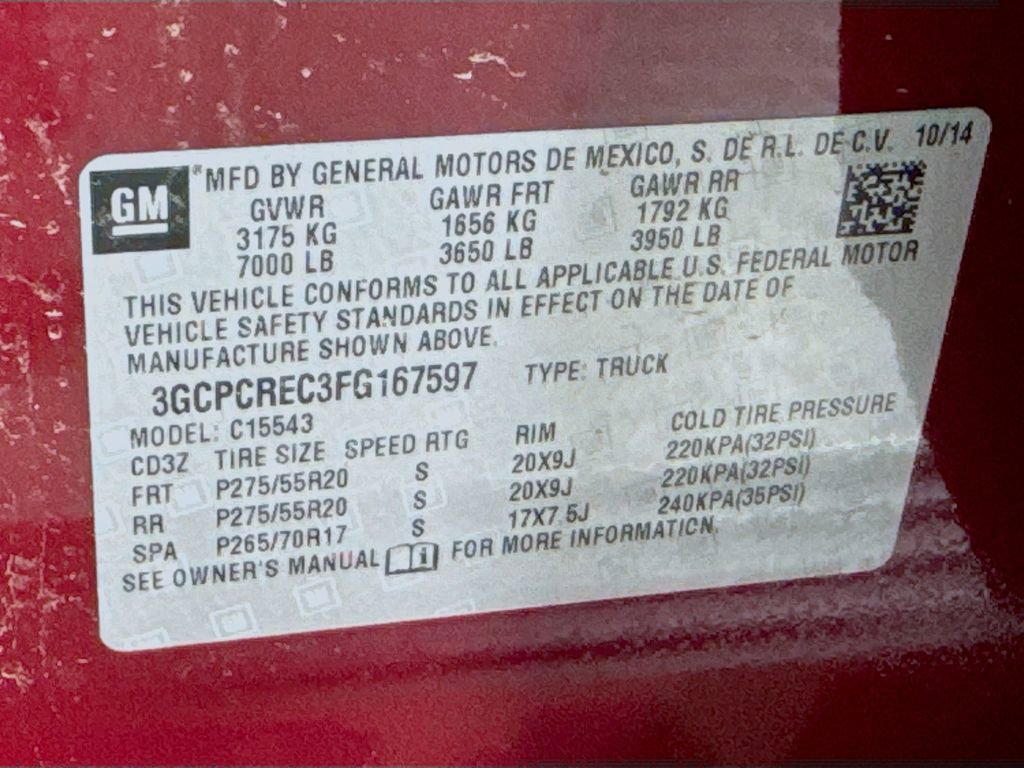 GM ® MFD BY GENERAL MOTORS DE MEXICO, S. DE R.L. DE C.V. 10/14
GVWR GAWR FRT GAWR RR
3175 KG 1656 KG 1792 KG
7000 LB 3650 LB 3950 LB
THIS VEHICLE CONFORMS TO ALL APPLICABLE U.S. FEDERAL MOTOR
VEHICLE SAFETY STANDARDS IN EFFECT ON THE DATE OF
MANUFACTURE SHOWN ABOVE.
3GCPCREC3FG167597 TYPE: TRUCK
MODEL: C15543
CD3Z TIRE SIZE SPEED RTG RIM COLD TIRE PRESSURE
FRT P275/55R20 S 20X9J 220KPA(32PSI)
RR P275/55R20 S 20X9J 220KPA(32PSI)
SPA P265/70R17 S 17X7.5J 240KPA(35PSI)
SEE OWNER'S MANUAL i FOR MORE INFORMATION.